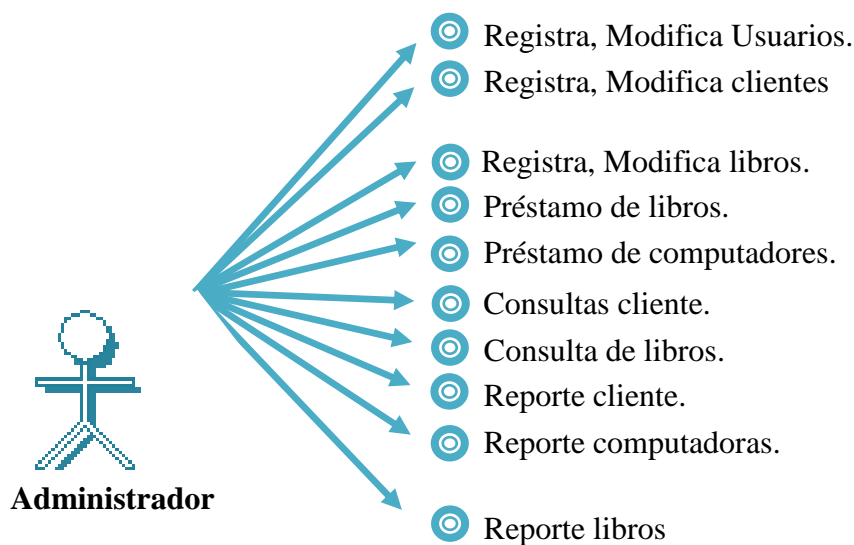 Registra, Modifica Usuarios.
Registra, Modifica clientes
Registra, Modifica libros.
Préstamo de libros.
Préstamo de computadores.
Consultas cliente.
Consulta de libros.
Reporte cliente.
Reporte computadoras.
Administrador
Reporte libros